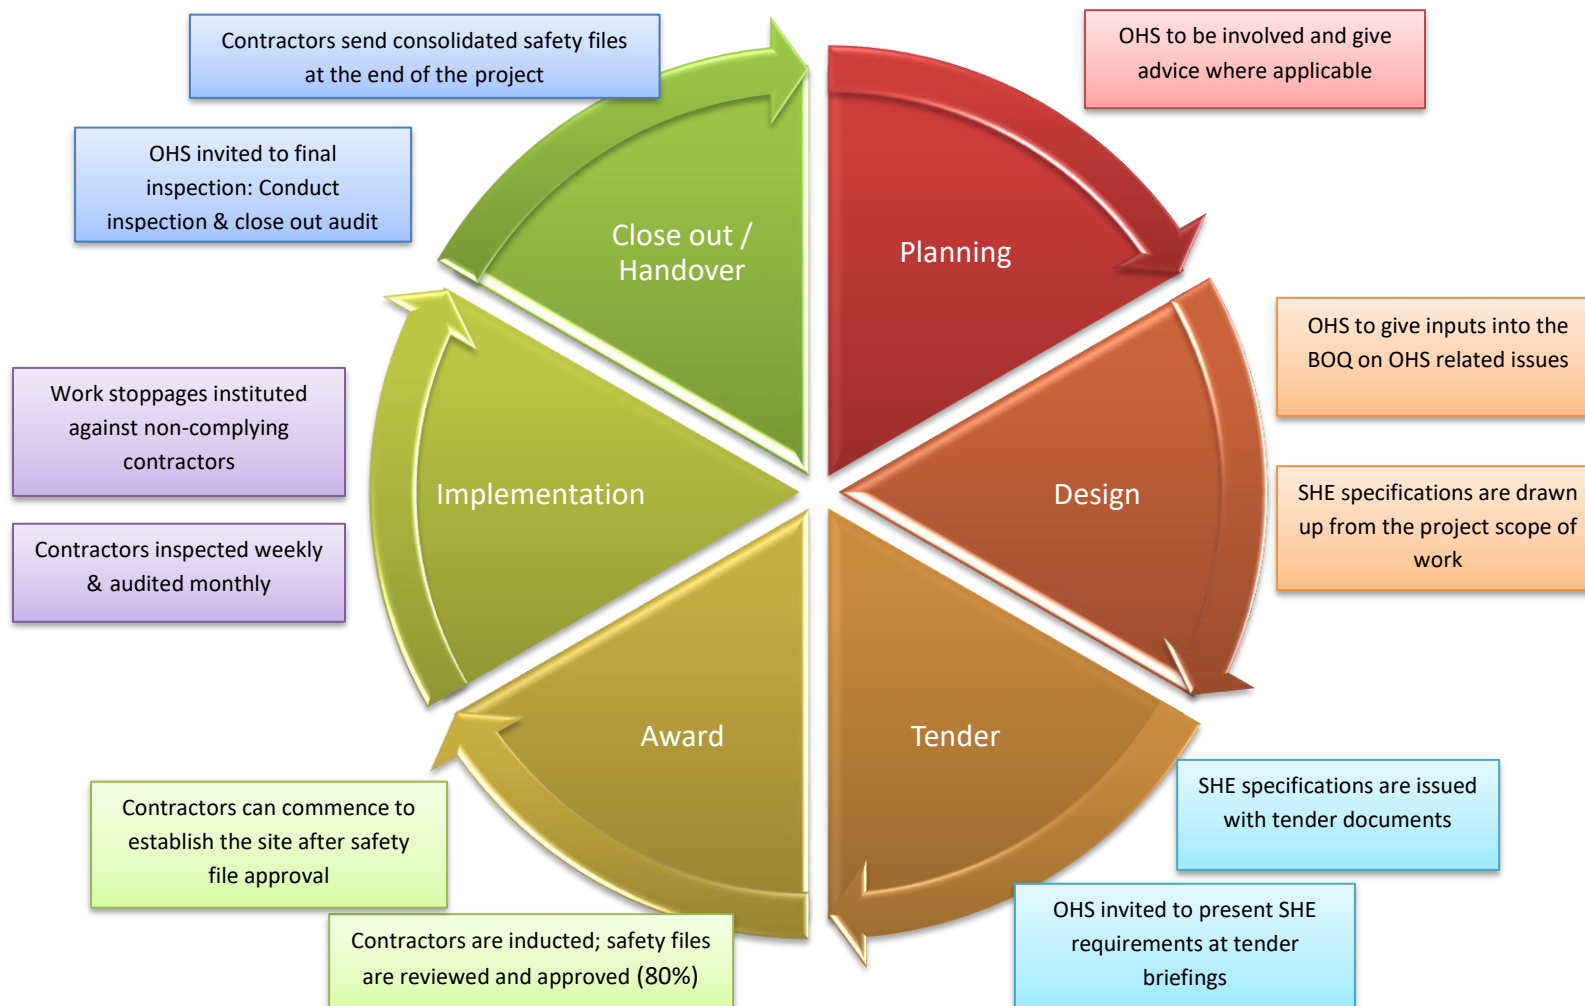 Contractors send consolidated safety files
at the end of the project
OHS to be involved and give
advice where applicable
OHS invited to final
inspection: Conduct
inspection & close out audit
Close out /
Handover
Planning
OHS to give inputs into the
BOQ on OHS related issues
Work stoppages instituted
against non-complying
contractors
Implementation
Design
SHE specifications are drawn
up from the project scope of
work
Contractors inspected weekly
& audited monthly
Award
Tender
SHE specifications are issued
with tender documents
Contractors can commence to
establish the site after safety
file approval
OHS invited to present SHE
requirements at tender
briefings
Contractors are inducted; safety files
are reviewed and approved (80%)